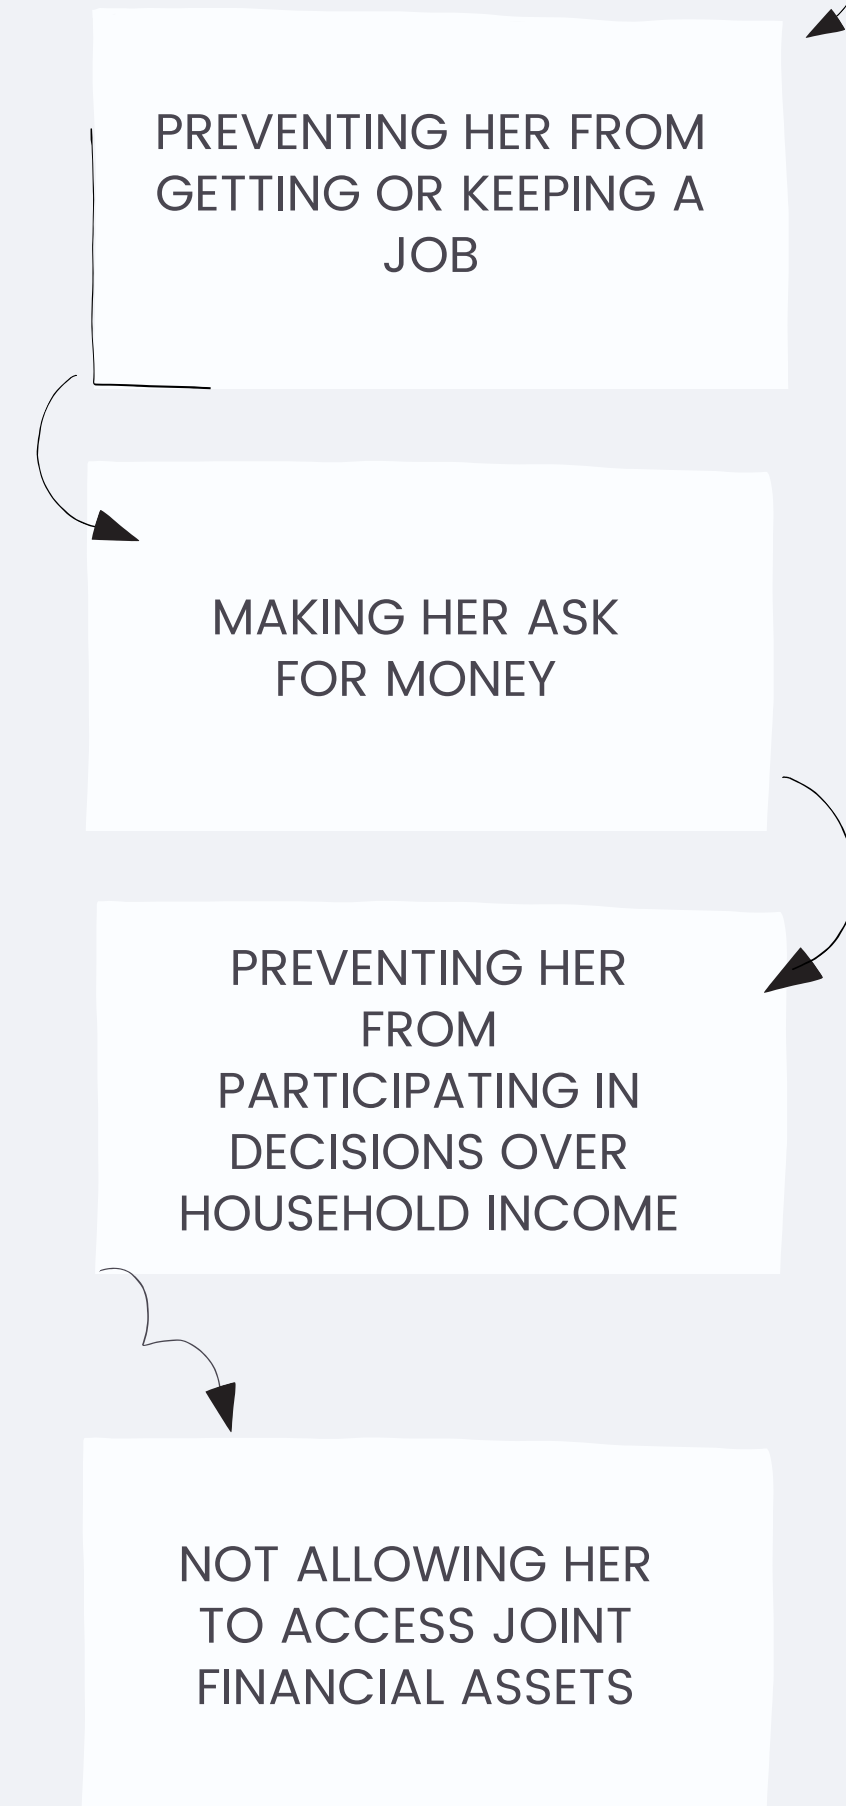 PREVENTING HER FROM
GETTING OR KEEPING A
JOB
MAKING HER ASK
FOR MONEY
PREVENTING HER
FROM
PARTICIPATING IN
DECISIONS OVER
HOUSEHOLD INCOME
NOT ALLOWING HER
TO ACCESS JOINT
FINANCIAL ASSETS